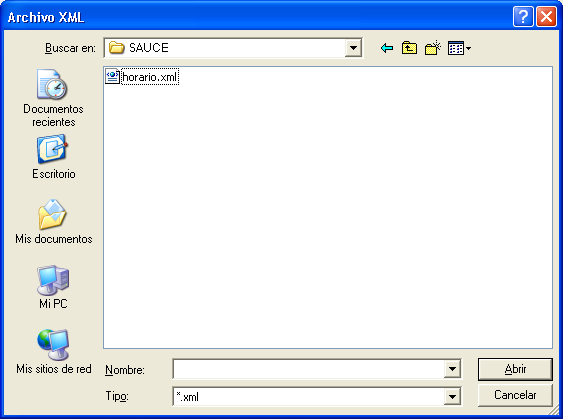 Archivo XML
Buscar en: SAUCE
horario.xml
Documentos
recientes
Escritorio
Mis documentos
Mi PC
Mis sitios de red
Nombre:
Abrir
Tipo: *.xml
Cancelar